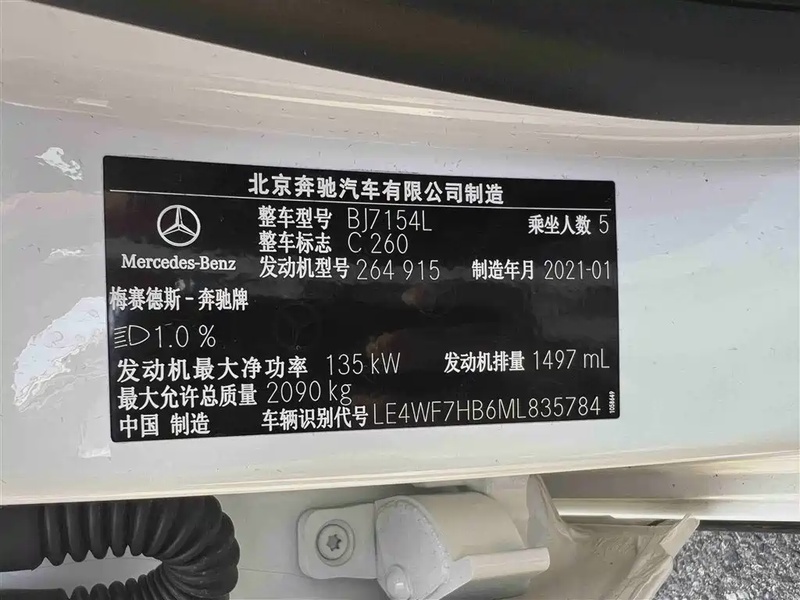 北京奔驰汽车有限公司制造
整车型号 BJ7154L 乘坐人数 5
整车标志 C 260
Mercedes-Benz 发动机型号 264 915 制造年月 2021-01
梅赛德斯-奔驰牌
1.0 %
发动机最大净功率 135 kW 发动机排量 1497 mL
最大允许总质量 2090 kg
中国 制造 车辆识别代号 LE4WF7HB6ML835784